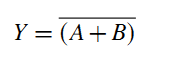 Y = \overline{(A + B)}